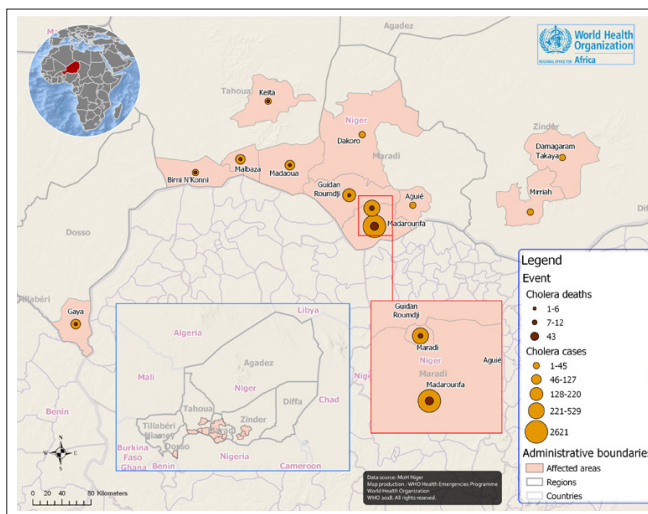 World Health
Organization
REGIONAL OFFICE FOR Africa
Agadez
Tahoua
Keita
Niger
Dakoro
Maradi
Zinder
Damagaram
Takaya
Mirriah
Malbaza
Madaoua
Birni N'Konni
Guidan
Roumdji
Aguié
Madarounfa
Dosso
Tillabéri
Gaya
Benin
Legend
Event
Cholera deaths
1-6
7-12
43
Cholera cases
1-45
46-127
128-220
221-529
2621
Administrative boundaries
Affected areas
Regions
Countries
Guidan
Roumdji
Maradi
Niger
Maradi
Aguié
Madarounfa
Libya
Algeria
Agadez
Mali
Niger
Tahoua
Diffa
Chad
Zinder
Tillabéri
Niamey
Dosso
Burkina
Faso
Ghana
Benin
Nigeria
Cameroon
N
W
E
S
0 20 40 80 Kilometers
Data source: MoH Niger
Map production : WHO Health Emergencies Programme
World Health Organization
WHO 2018. All rights reseved.